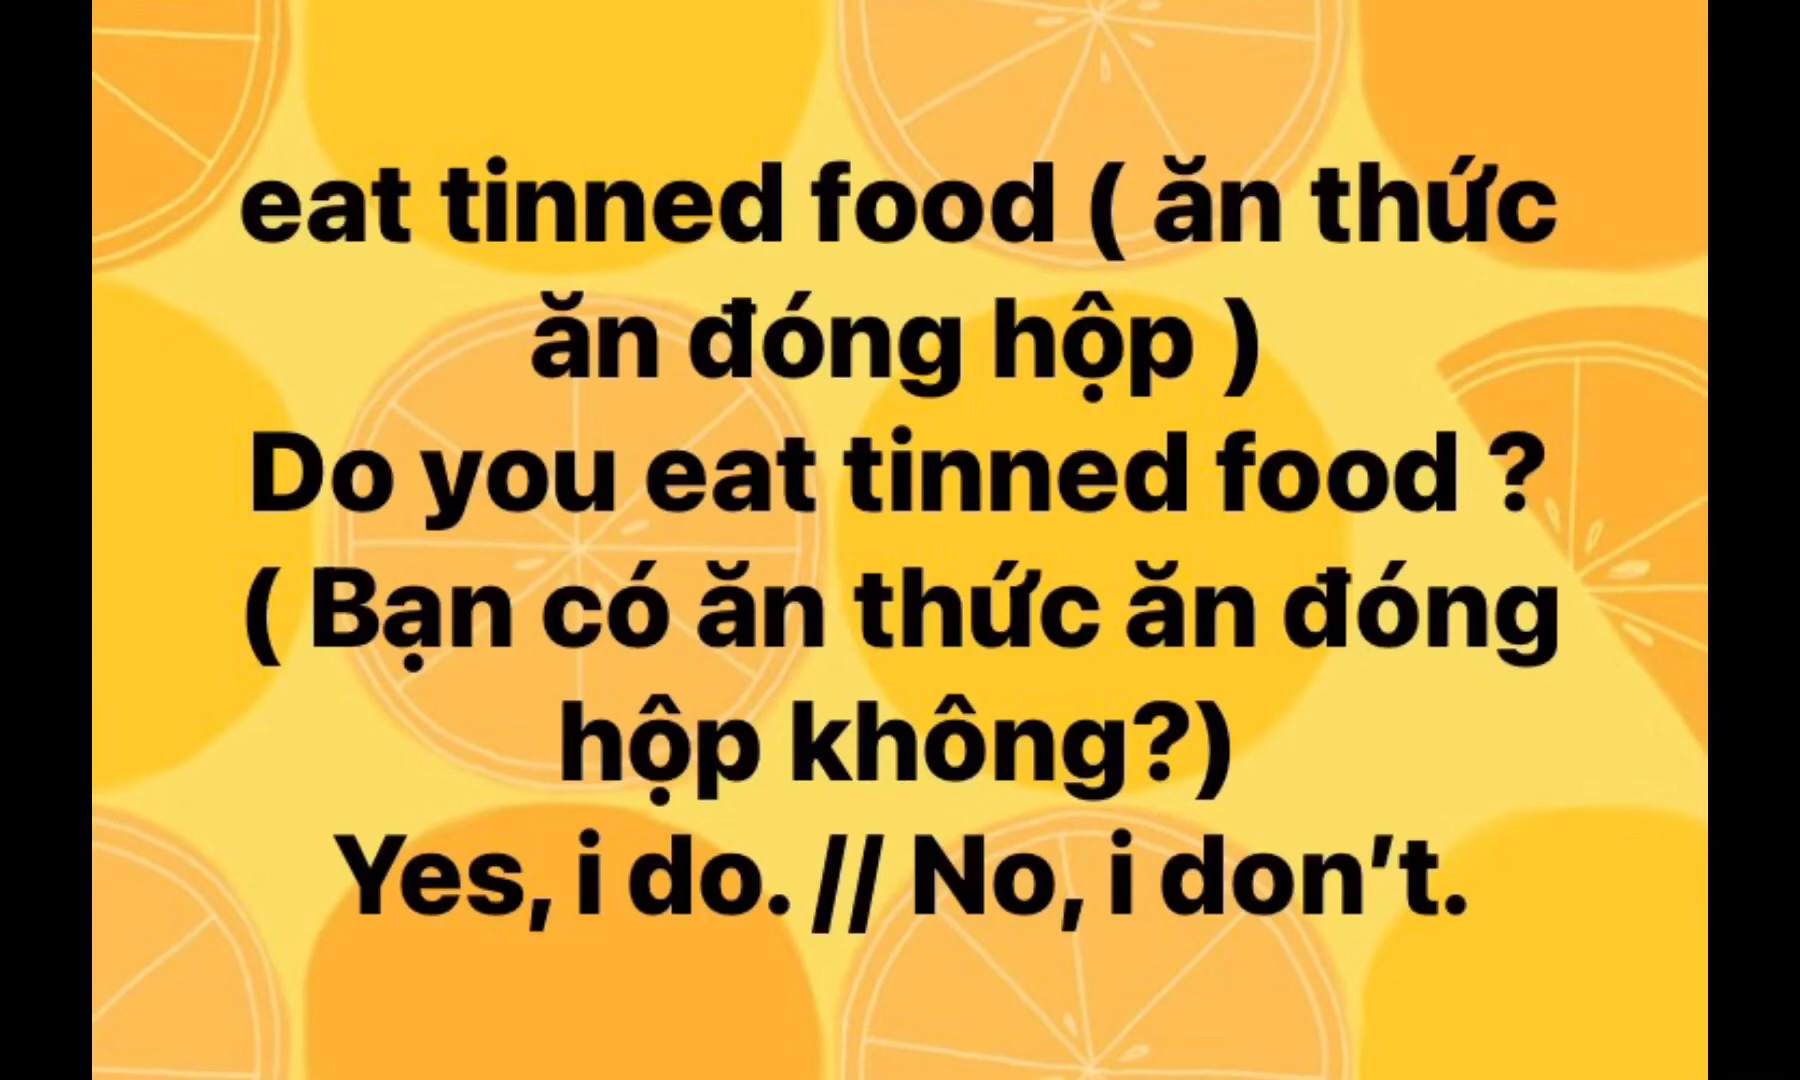 eat tinned food ( ăn thức
ăn đóng hộp )
Do you eat tinned food ?
( Bạn có ăn thức ăn đóng
hộp không?)
Yes, i do. // No, i don’t.